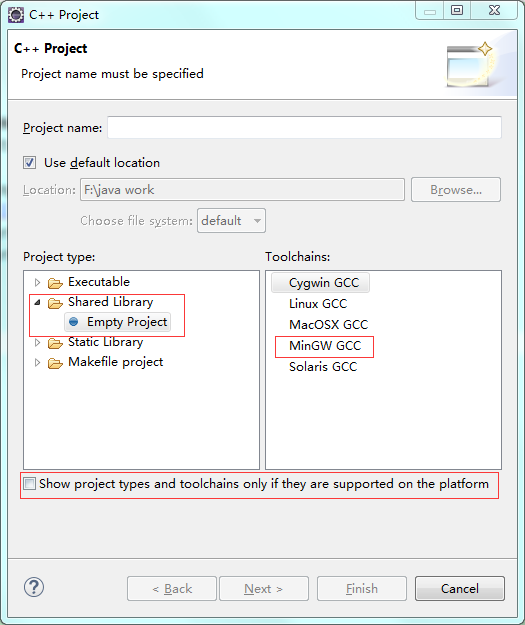 C++ Project
C++ Project
Project name must be specified
Project name:
Use default location
Location: F:\java work Browse...
Choose file system: default
Project type: Toolchains:
Executable Cygwin GCC
Shared Library Linux GCC
Empty Project MacOSX GCC
Static Library MinGW GCC
Makefile project Solaris GCC
Show project types and toolchains only if they are supported on the platform
? < Back Next > Finish Cancel